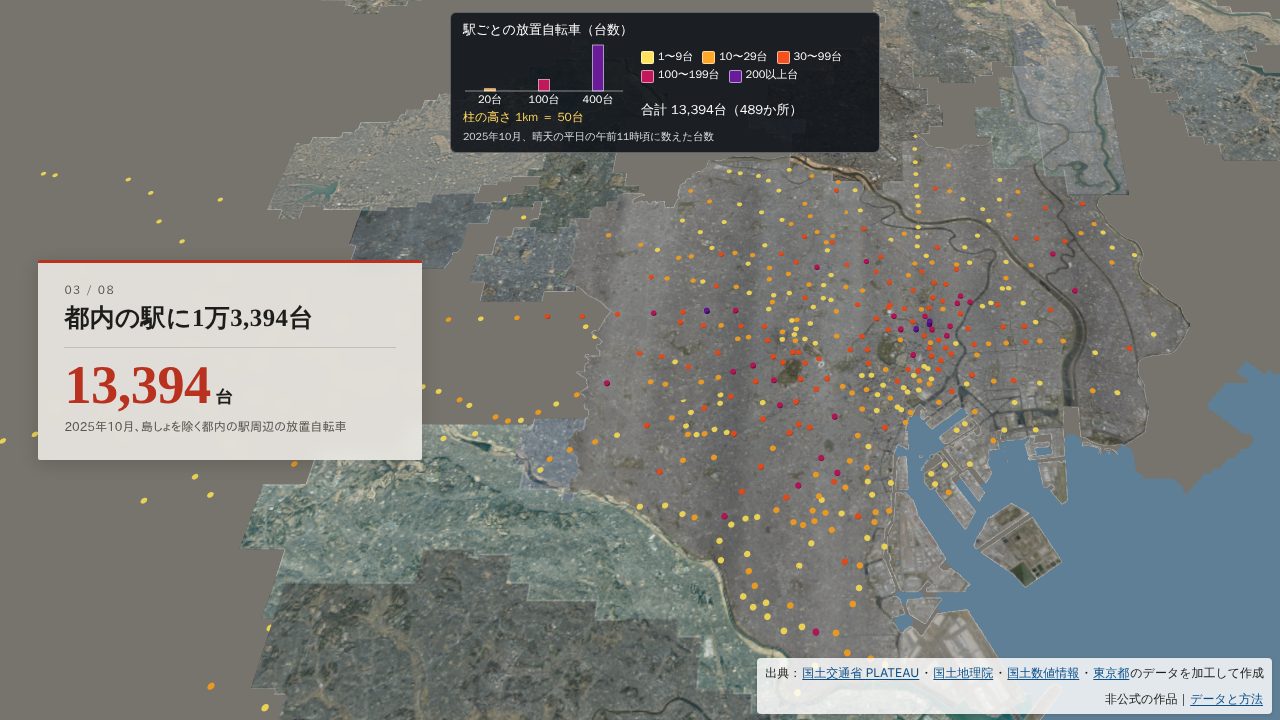 駅ごとの放置自転車（台数）
1〜9台 10〜29台 30〜99台
100〜199台 200以上台
20台 100台 400台
合計 13,394台（489か所）
柱の高さ 1km ＝ 50台
2025年10月、晴天の平日の午前11時頃に数えた台数
03 / 08
都内の駅に1万3,394台
13,394 台
2025年10月、島しょを除く都内の駅周辺の放置自転車
出典：国土交通省 PLATEAU・国土地理院・国土数値情報・東京都のデータを加工して作成
非公式の作品｜データと方法